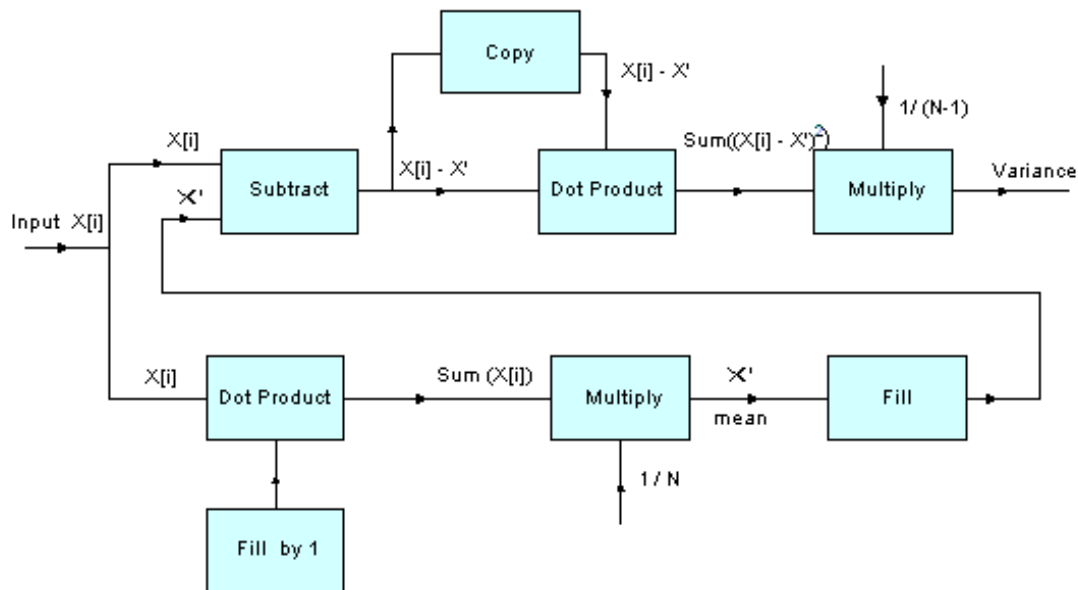 Copy
X[i] - X'
1/ (N-1)
X[i]
Sum((X[i] - X')²)
Subtract
X[i] - X'
Dot Product
Multiply
Variance
X'
Input X[i]
X[i]
Dot Product
Sum (X[i])
Multiply
X'
mean
Fill
1 / N
Fill by 1